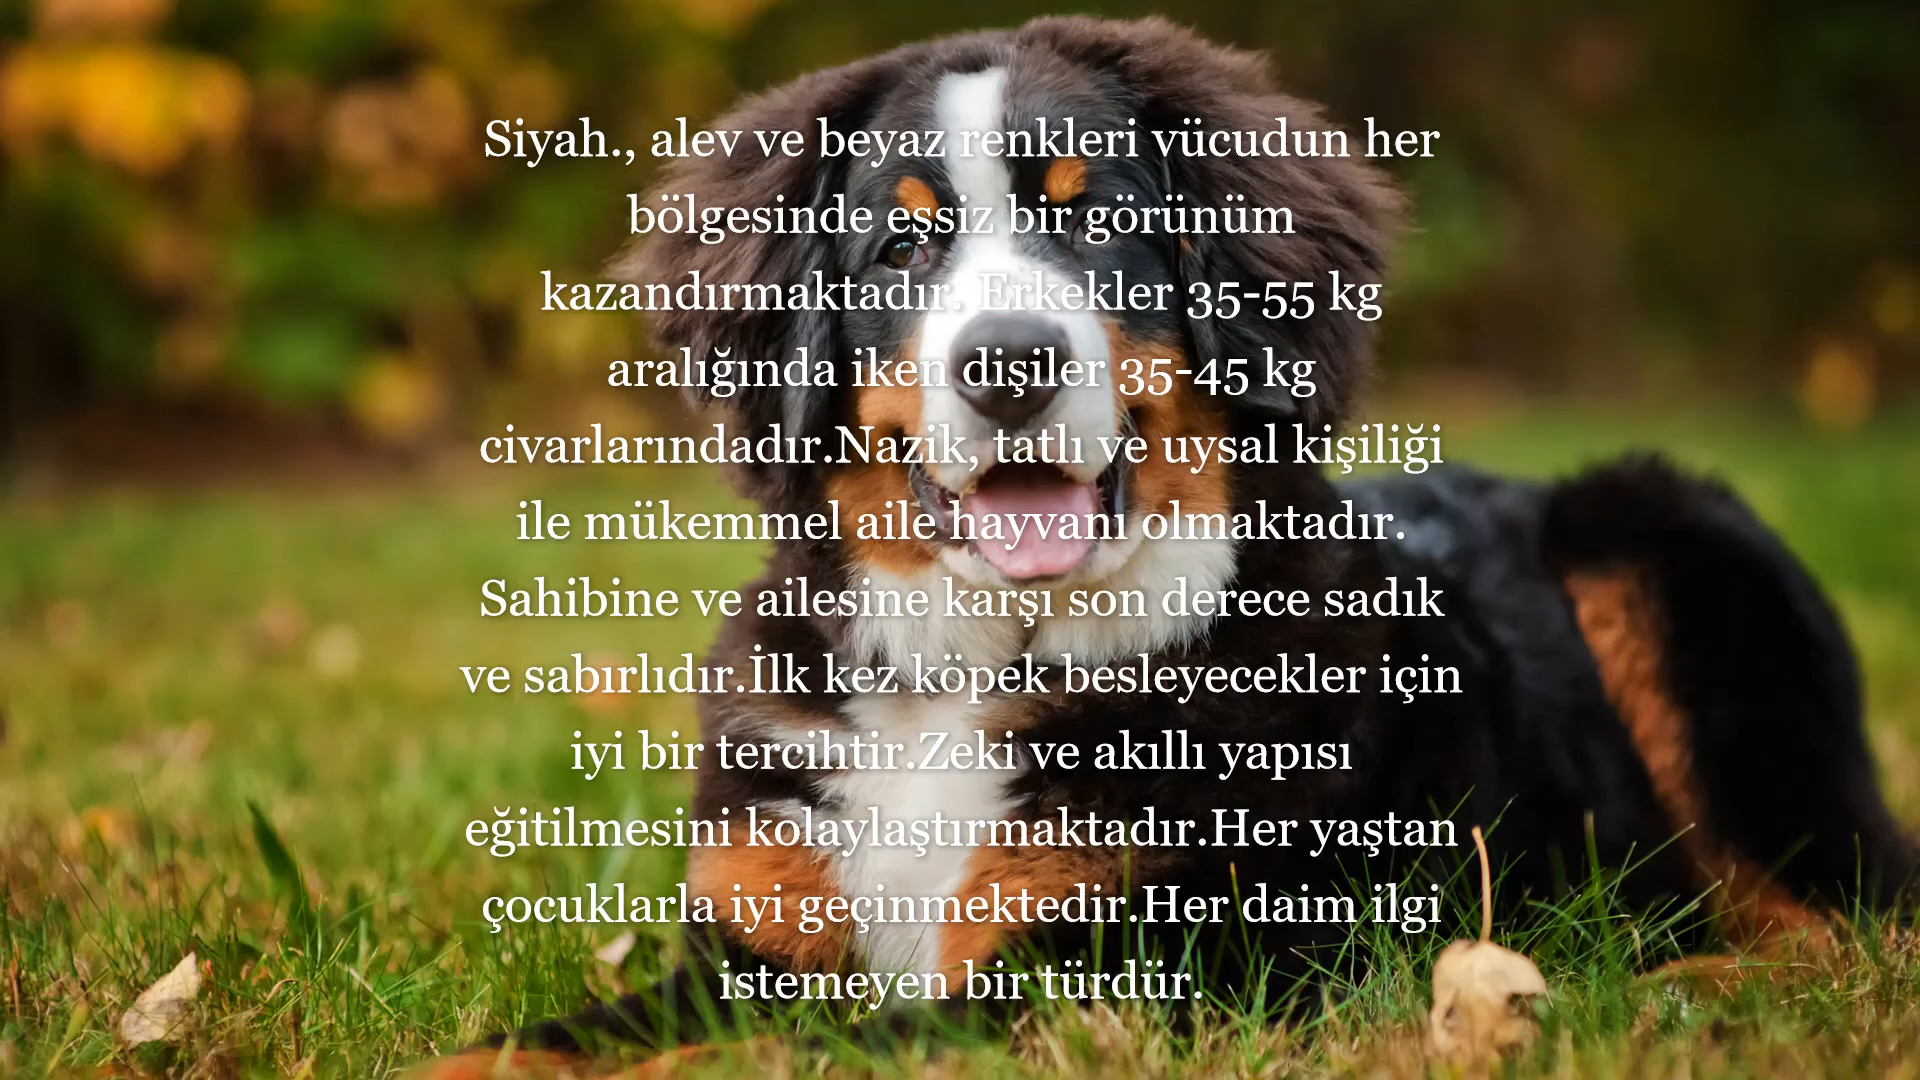 Siyah., alev ve beyaz renkleri vücudun her
bölgesinde eşsiz bir görünüm
kazandırmaktadır. Erkekler 35-55 kg
aralığında iken dişiler 35-45 kg
civarlarındadır.Nazik, tatlı ve uysal kişiliği
ile mükemmel aile hayvanı olmaktadır.
Sahibine ve ailesine karşı son derece sadık
ve sabırlıdır.İlk kez köpek besleyecekler için
iyi bir tercihtir.Zeki ve akıllı yapısı
eğitilmesini kolaylaştırmaktadır.Her yaştan
çocuklarla iyi geçinmektedir.Her daim ilgi
istemeyen bir türdür.